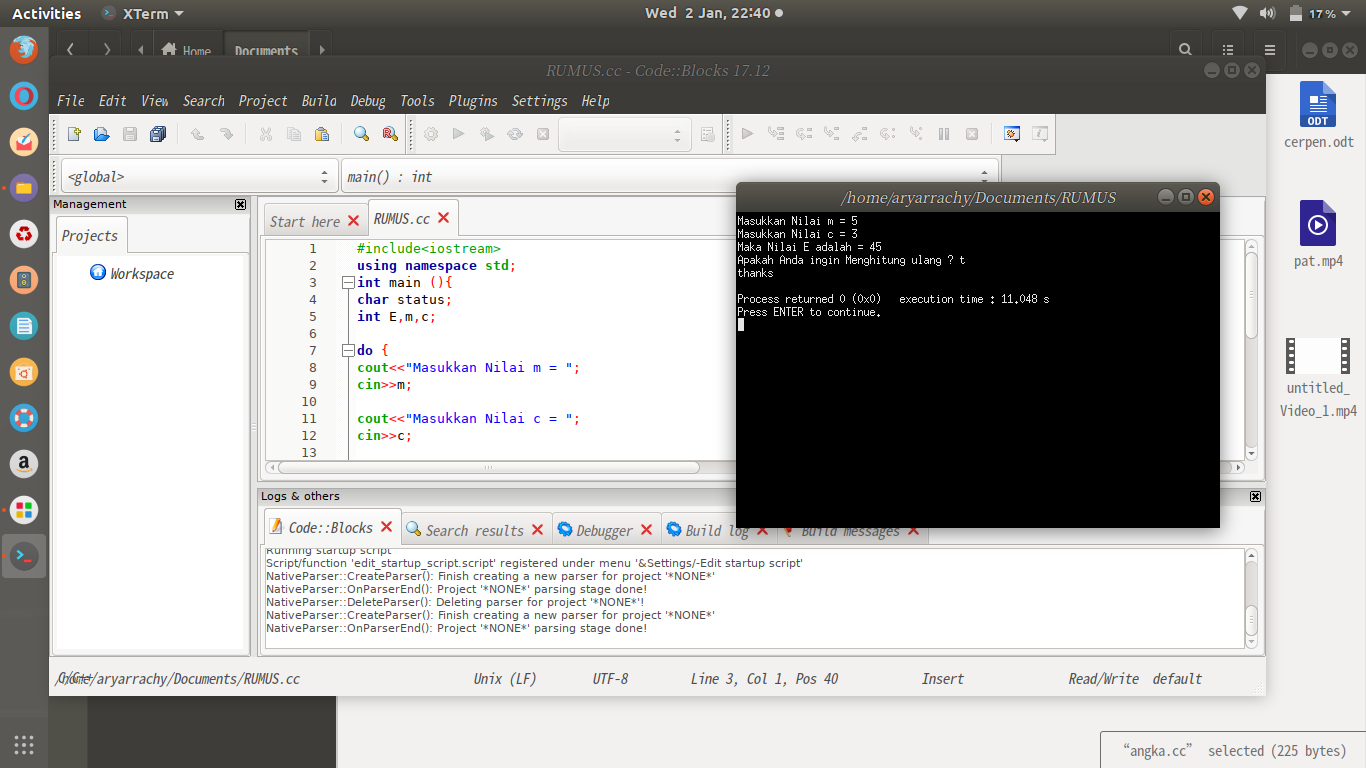 Activities XTerm Wed 2 Jan, 22:40 17%
Home Documents
RUMUS.cc - Code::Blocks 17.12
File Edit View Search Project Build Debug Tools Plugins Settings Help
<global> main() : int
Management
Projects
Workspace
Start here RUMUS.cc
1 #include<iostream>
2 using namespace std;
3 int main (){
4 char status;
5 int E,m,c;
6
7 do {
8 cout<<"Masukkan Nilai m = ";
9 cin>>m;
10
11 cout<<"Masukkan Nilai c = ";
12 cin>>c;
13
/home/aryarrachy/Documents/RUMUS
Masukkan Nilai m = 5
Masukkan Nilai c = 3
Maka Nilai E adalah = 45
Apakah Anda ingin Menghitung ulang ? t
thanks
Process returned 0 (0x0) execution time : 11.048 s
Press ENTER to continue.
Logs & others
Code::Blocks Search results Debugger Build log Build messages
Running startup script
Script/function 'edit_startup_script.script' registered under menu '&Settings/-Edit startup script'
NativeParser::CreateParser(): Finish creating a new parser for project '*NONE*'
NativeParser::OnParserEnd(): Project '*NONE*' parsing stage done!
NativeParser::DeleteParser(): Deleting parser for project '*NONE*'!
NativeParser::CreateParser(): Finish creating a new parser for project '*NONE*'
NativeParser::OnParserEnd(): Project '*NONE*' parsing stage done!
/home/aryarrachy/Documents/RUMUS.cc C/C++ Unix (LF) UTF-8 Line 3, Col 1, Pos 40 Insert Read/Write default
ODT
cerpen.odt
pat.mp4
untitled_
Video_1.mp4
“angka.cc” selected (225 bytes)